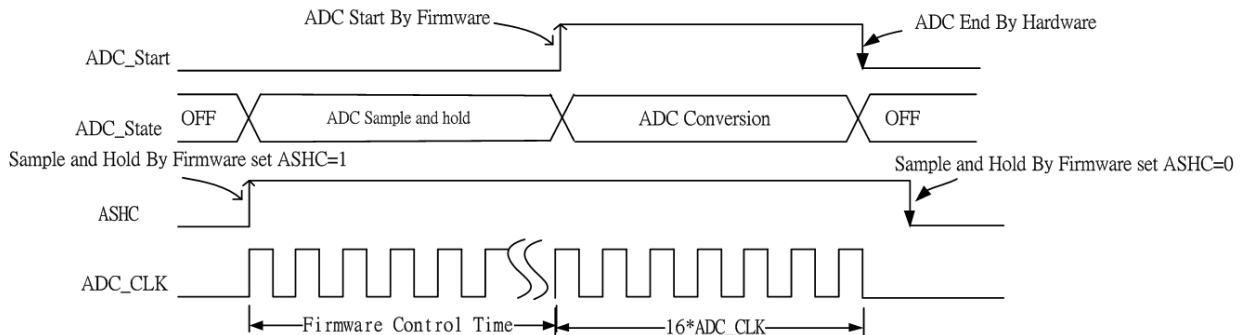 ADC Start By Firmware
ADC End By Hardware
ADC_Start
ADC_State
OFF
ADC Sample and hold
ADC Conversion
OFF
Sample and Hold By Firmware set ASHC=1
Sample and Hold By Firmware set ASHC=0
ASHC
ADC_CLK
Firmware Control Time
16*ADC_CLK